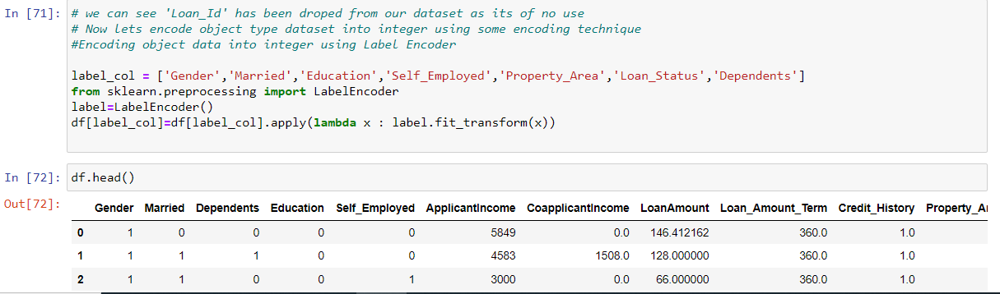 In [71]: # we can see 'Loan_Id' has been droped from our dataset as its of no use
# Now lets encode object type dataset into integer using some encoding technique
#Encoding object data into integer using Label Encoder
label_col = ['Gender','Married','Education','Self_Employed','Property_Area','Loan_Status','Dependents']
from sklearn.preprocessing import LabelEncoder
label=LabelEncoder()
df[label_col]=df[label_col].apply(lambda x : label.fit_transform(x))
In [72]: df.head()
Out[72]:
Gender Married Dependents Education Self_Employed ApplicantIncome CoapplicantIncome LoanAmount Loan_Amount_Term Credit_History
0 1 0 0 0 0 5849 0.0 146.412162 360.0 1.0
1 1 1 1 0 0 4583 1508.0 128.000000 360.0 1.0
2 1 1 0 0 1 3000 0.0 66.000000 360.0 1.0